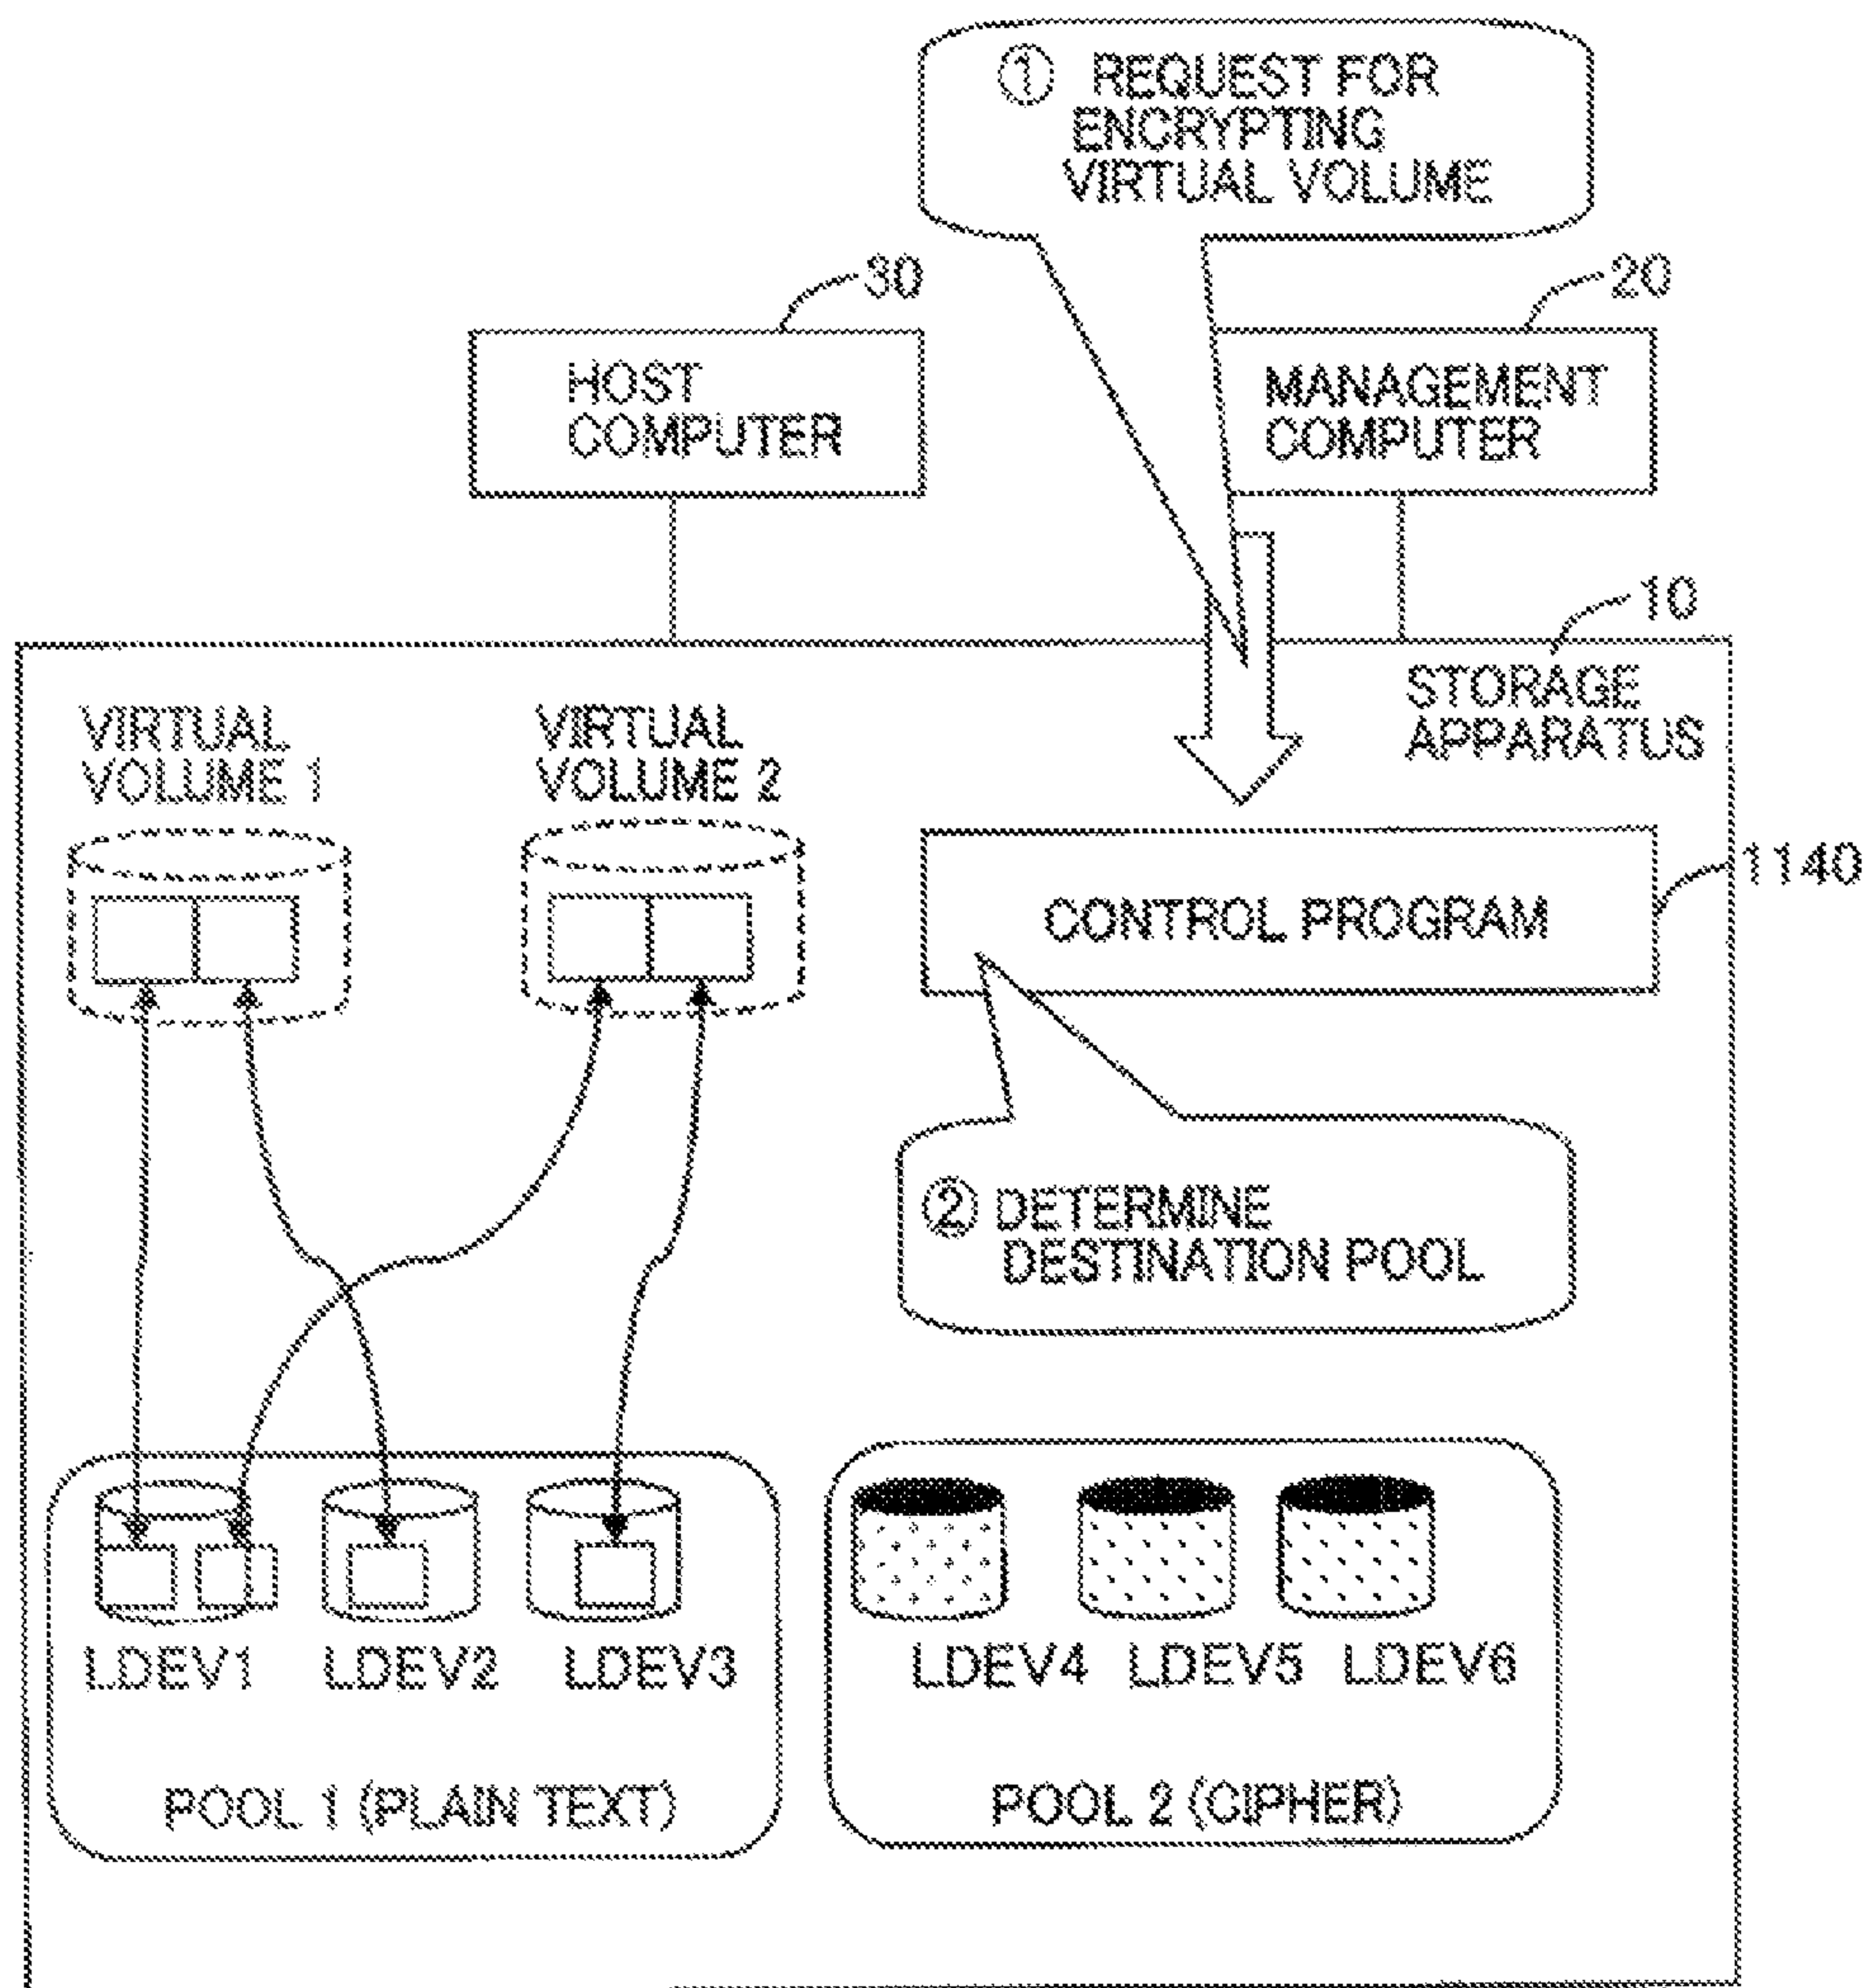 ① REQUEST FOR
ENCRYPTING
VIRTUAL VOLUME
30
20
HOST
COMPUTER
MANAGEMENT
COMPUTER
10
STORAGE
APPARATUS
VIRTUAL
VOLUME 1
VIRTUAL
VOLUME 2
CONTROL PROGRAM
1140
② DETERMINE
DESTINATION POOL
LDEV1 LDEV2 LDEV3
LDEV4 LDEV5 LDEV6
POOL 1 (PLAIN TEXT)
POOL 2 (CIPHER)